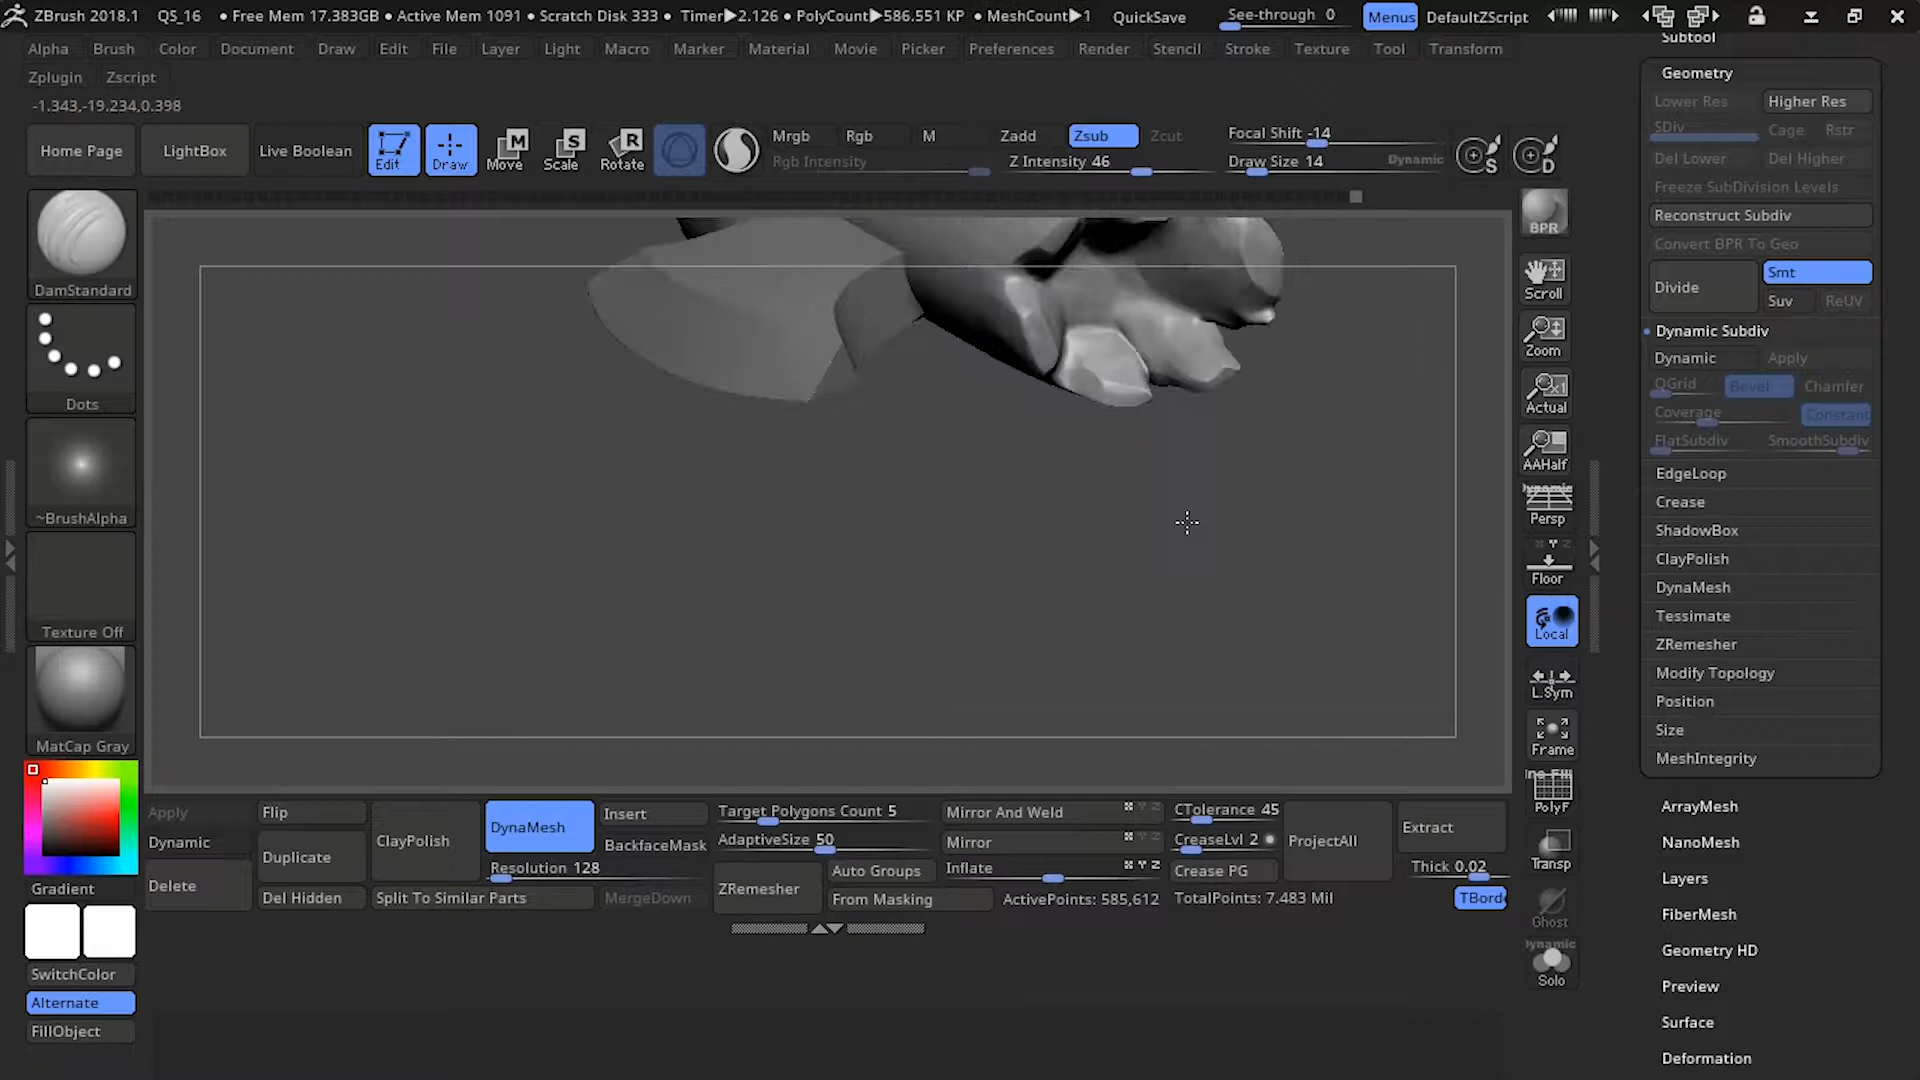 ZBrush 2018.1 QS_16 • Free Mem 17.383GB • Active Mem 1091 • Scratch Disk 333 • Timer▶2.126 • PolyCount▶586.551 KP • MeshCount▶1 QuickSave See-through 0 Menus DefaultZScript
Alpha Brush Color Document Draw Edit File Layer Light Macro Marker Material Movie Picker Preferences Render Stencil Stroke Texture Tool Transform
Zplugin Zscript
-1.343,-19.234,0.398
Home Page LightBox Live Boolean Edit Draw Move Scale Rotate
M S R
Mrgb Rgb M Zadd Zsub Zcut Focal Shift -14
Rgb Intensity Z Intensity 46 Draw Size 14 Dynamic S D
DamStandard
Dots
~BrushAlpha
Texture Off
MatCap Gray
Gradient
SwitchColor
Alternate
FillObject
BPR
Scroll
Zoom
Actual
AAHalf
Dynamic
Persp
Floor
Local
L.Sym
Frame
PolyF
Transp
Ghost
Dynamic
Solo
Subtool
Geometry
Lower Res Higher Res
SDiv Cage Rstr
Del Lower Del Higher
Freeze SubDivision Levels
Reconstruct Subdiv
Convert BPR To Geo
Divide Smt
Suv ReUV
Dynamic Subdiv
Dynamic Apply
QGrid Bevel Chamfer
Coverage Constant
FlatSubdiv SmoothSubdiv
EdgeLoop
Crease
ShadowBox
ClayPolish
DynaMesh
Tessimate
ZRemesher
Modify Topology
Position
Size
MeshIntegrity
ArrayMesh
NanoMesh
Layers
FiberMesh
Geometry HD
Preview
Surface
Deformation
Apply Flip ClayPolish DynaMesh Insert Target Polygons Count 5 Mirror And Weld X Y Z CTolerance 45 ProjectAll Extract
Dynamic Duplicate BackfaceMask AdaptiveSize 50 Mirror X Y Z CreaseLvl 2
Resolution 128 ZRemesher Auto Groups Inflate X Y Z Crease PG Thick 0.02
Delete Del Hidden Split To Similar Parts MergeDown From Masking ActivePoints: 585,612 TotalPoints: 7.483 Mil TBord